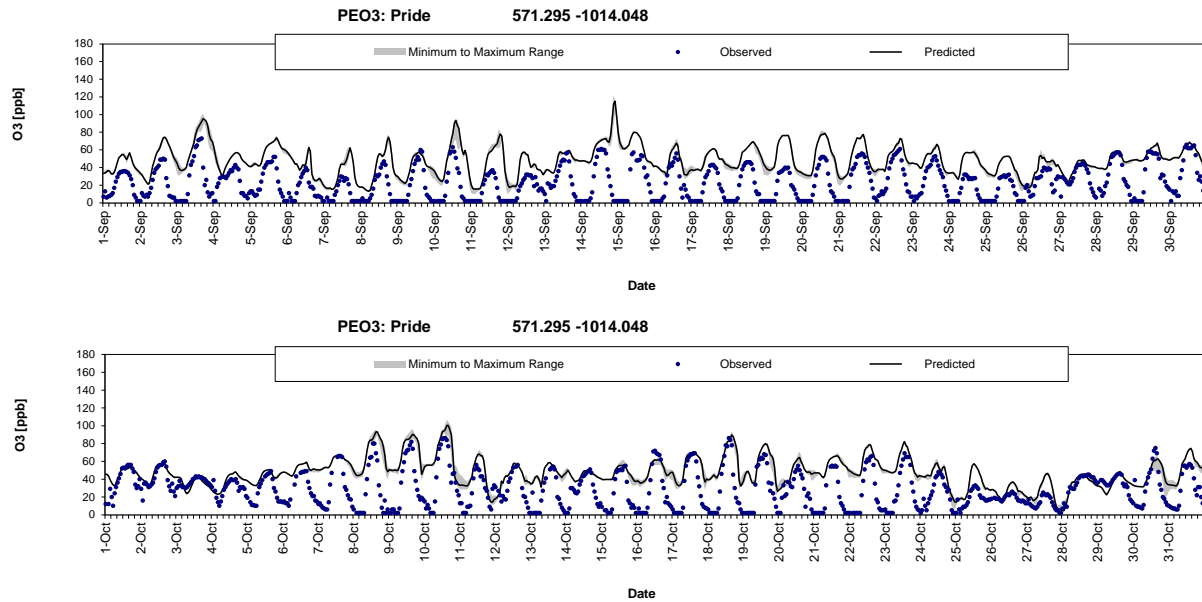 PEO3: Pride 571.295 -1014.048
Minimum to Maximum Range Observed Predicted
O3 [ppb]
180
160
140
120
100
80
60
40
20
0
1-Sep 2-Sep 3-Sep 4-Sep 5-Sep 6-Sep 7-Sep 8-Sep 9-Sep 10-Sep 11-Sep 12-Sep 13-Sep 14-Sep 15-Sep 16-Sep 17-Sep 18-Sep 19-Sep 20-Sep 21-Sep 22-Sep 23-Sep 24-Sep 25-Sep 26-Sep 27-Sep 28-Sep 29-Sep 30-Sep
Date
PEO3: Pride 571.295 -1014.048
Minimum to Maximum Range Observed Predicted
O3 [ppb]
180
160
140
120
100
80
60
40
20
0
1-Oct 2-Oct 3-Oct 4-Oct 5-Oct 6-Oct 7-Oct 8-Oct 9-Oct 10-Oct 11-Oct 12-Oct 13-Oct 14-Oct 15-Oct 16-Oct 17-Oct 18-Oct 19-Oct 20-Oct 21-Oct 22-Oct 23-Oct 24-Oct 25-Oct 26-Oct 27-Oct 28-Oct 29-Oct 30-Oct 31-Oct
Date